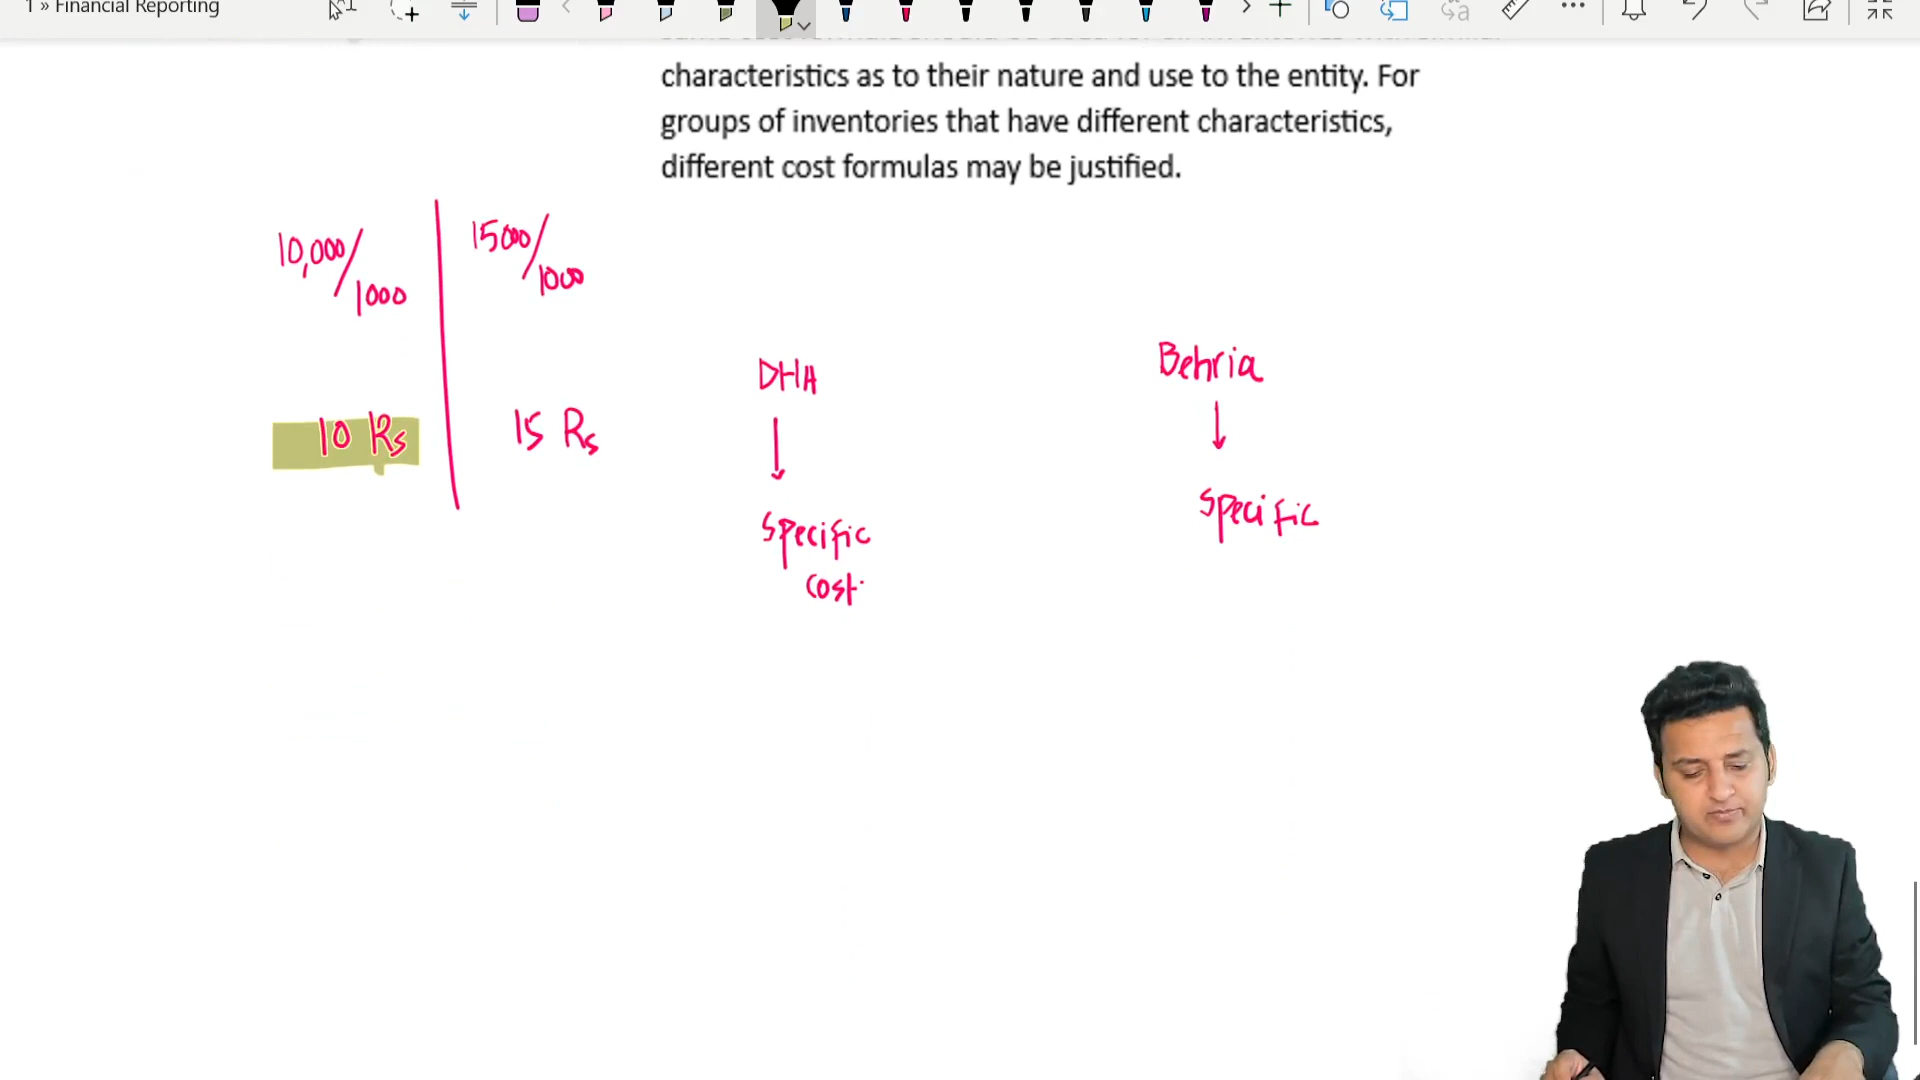 1 » Financial Reporting
characteristics as to their nature and use to the entity. For
groups of inventories that have different characteristics,
different cost formulas may be justified.
10,000/
1000
15000/
1000
10 Rs
15 Rs
DHA
Specific
cost
Behria
Specific